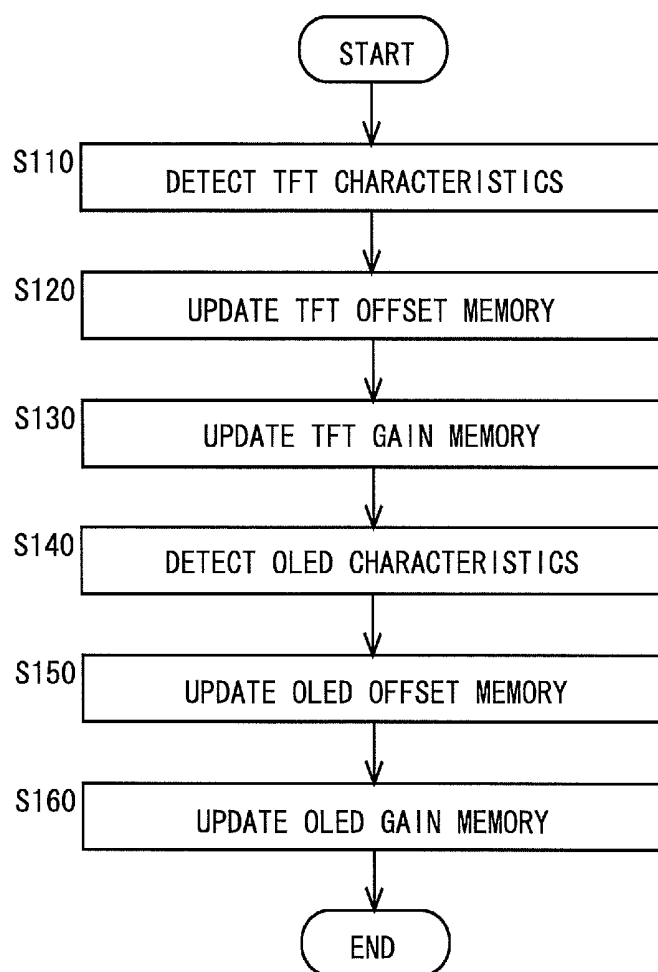 START
S110
DETECT TFT CHARACTERISTICS
S120
UPDATE TFT OFFSET MEMORY
S130
UPDATE TFT GAIN MEMORY
S140
DETECT OLED CHARACTERISTICS
S150
UPDATE OLED OFFSET MEMORY
S160
UPDATE OLED GAIN MEMORY
END